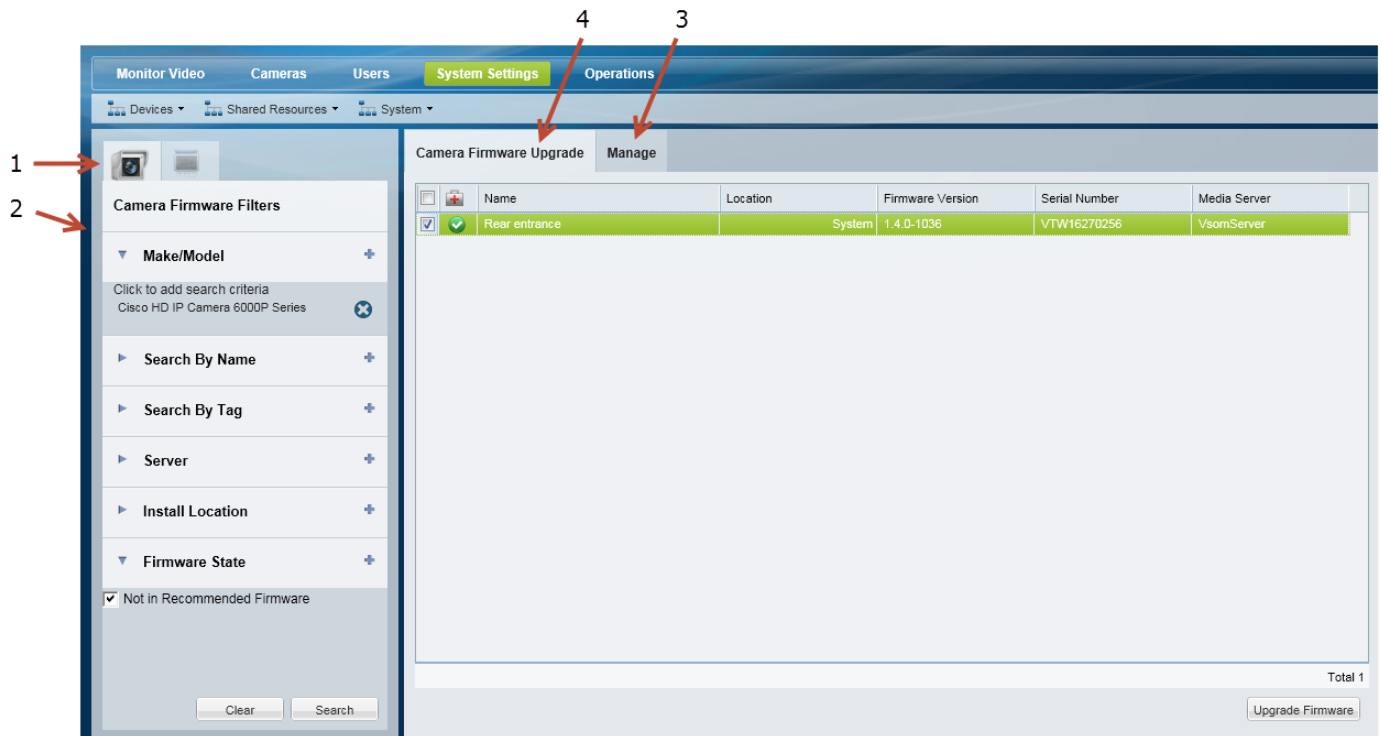 4 3
Monitor Video Cameras Users System Settings Operations
Devices Shared Resources System
1
2
Camera Firmware Filters
Make/Model
Click to add search criteria
Cisco HD IP Camera 6000P Series
Search By Name
Search By Tag
Server
Install Location
Firmware State
Not in Recommended Firmware
Clear Search
Camera Firmware Upgrade Manage
Name Location Firmware Version Serial Number Media Server
Rear entrance System 1.4.0-1036 VTW16270256 VsomServer
Total 1
Upgrade Firmware